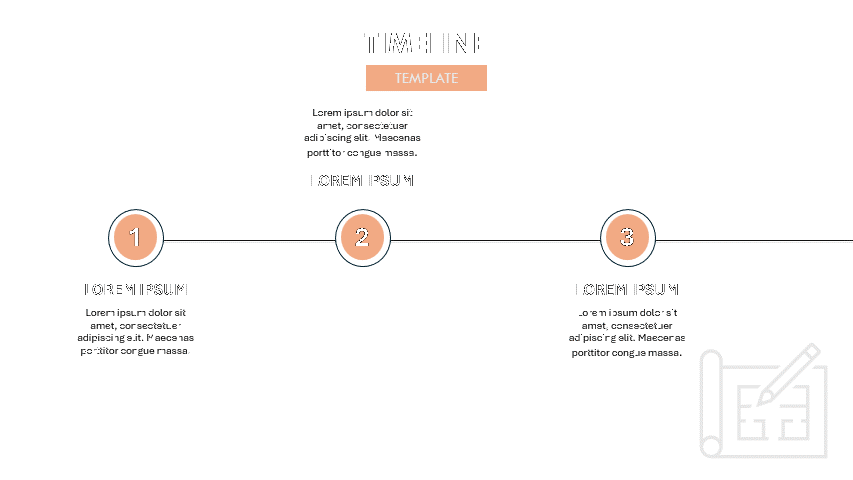 TIMELINE
TEMPLATE
Lorem ipsum dolor sit
amet, consectetuer
adipiscing elit. Maecenas
porttitor congue massa.
LOREM IPSUM
1
2
3
LOREM IPSUM
Lorem ipsum dolor sit
amet, consectetuer
adipiscing elit. Maecenas
porttitor congue massa.
LOREM IPSUM
Lorem ipsum dolor sit
amet, consectetuer
adipiscing elit. Maecenas
porttitor congue massa.